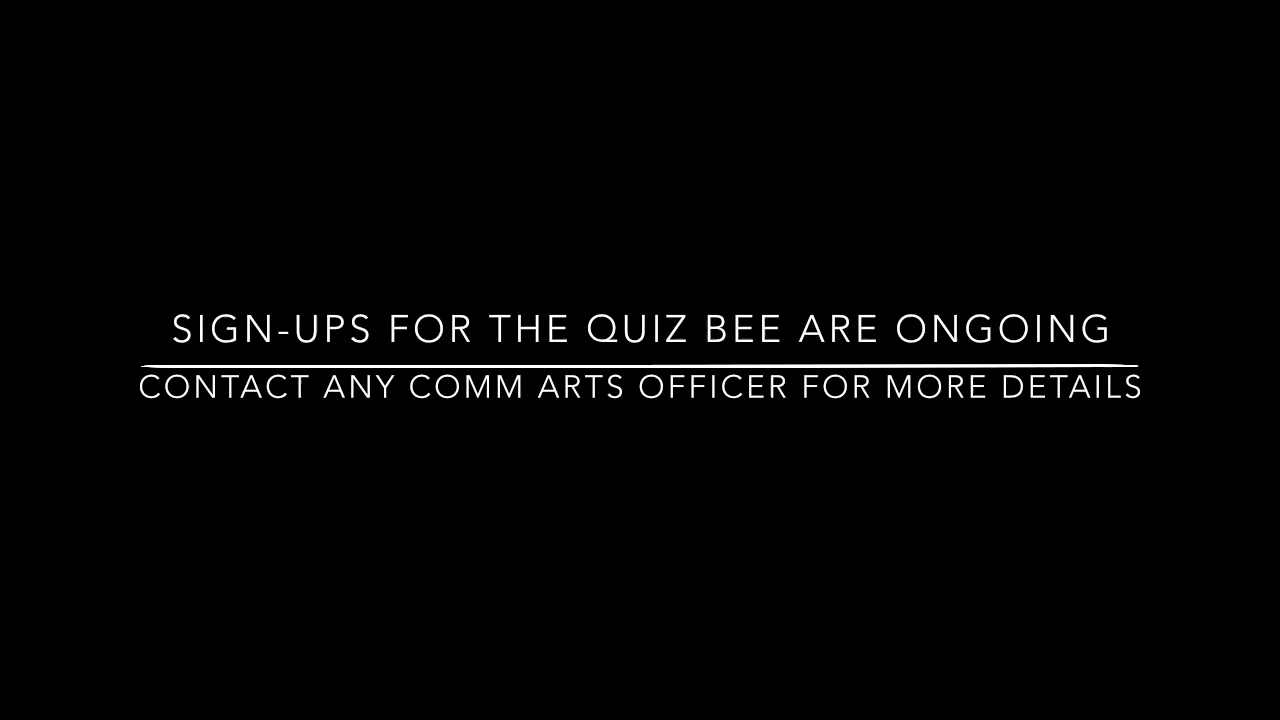 SIGN-UPS FOR THE QUIZ BEE ARE ONGOING
CONTACT ANY COMM ARTS OFFICER FOR MORE DETAILS